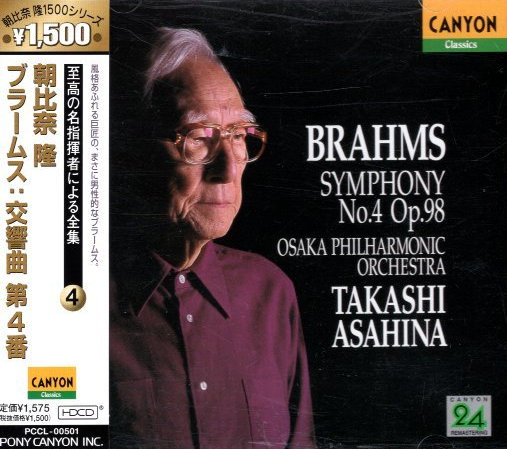 朝比奈 隆1500シリーズ
¥1,500
朝比奈 隆
ブラームス:交響曲 第4番
至高の名指揮者による全集
4
風格あふれる巨匠の、まさに男性的なブラームス。
CANYON
Classics
定価¥1,575
(税抜価格¥1,500)
HDCD
PCCL-00501
PONY CANYON INC.
CANYON
Classics
BRAHMS
SYMPHONY
No.4 Op.98
OSAKA PHILHARMONIC
ORCHESTRA
TAKASHI
ASAHINA
CANYON
24
REMASTERING